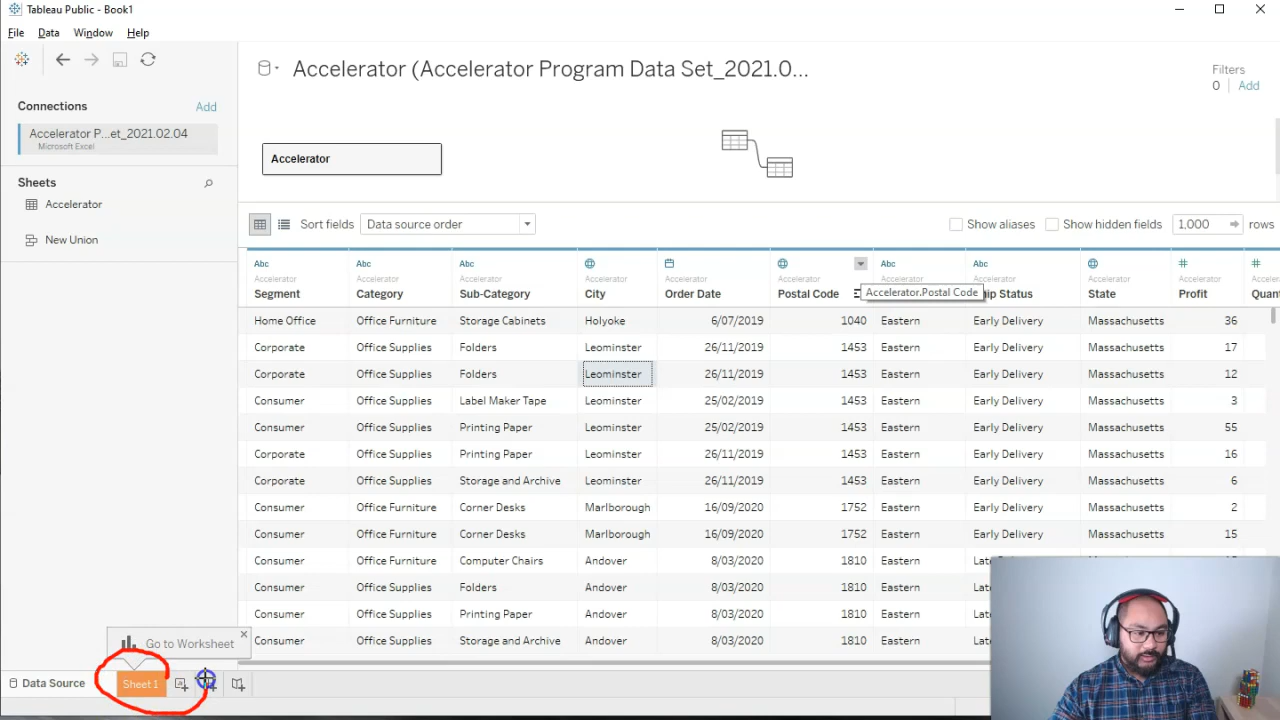 Tableau Public - Book1
File Data Window Help
Accelerator (Accelerator Program Data Set_2021.0...
Filters
0 Add
Connections Add
Accelerator P...et_2021.02.04
Microsoft Excel
Accelerator
Sheets
Accelerator
New Union
Sort fields Data source order Show aliases Show hidden fields 1,000 rows
Abc Abc Abc Abc Abc # #
Accelerator Accelerator Accelerator Accelerator Accelerator Accelerator Accelerator Accelerator Accelerator Accelerator Accelerator
Segment Category Sub-Category City Order Date Postal Code Accelerator.Postal Code Status State Profit Quan
Home Office Office Furniture Storage Cabinets Holyoke 6/07/2019 1040 Eastern Early Delivery Massachusetts 36
Corporate Office Supplies Folders Leominster 26/11/2019 1453 Eastern Early Delivery Massachusetts 17
Corporate Office Supplies Folders Leominster 26/11/2019 1453 Eastern Early Delivery Massachusetts 12
Consumer Office Supplies Label Maker Tape Leominster 25/02/2019 1453 Eastern Early Delivery Massachusetts 3
Consumer Office Supplies Printing Paper Leominster 25/02/2019 1453 Eastern Early Delivery Massachusetts 55
Corporate Office Supplies Printing Paper Leominster 26/11/2019 1453 Eastern Early Delivery Massachusetts 16
Corporate Office Supplies Storage and Archive Leominster 26/11/2019 1453 Eastern Early Delivery Massachusetts 6
Consumer Office Furniture Corner Desks Marlborough 16/09/2020 1752 Eastern Early Delivery Massachusetts 2
Consumer Office Furniture Corner Desks Marlborough 16/09/2020 1752 Eastern Early Delivery Massachusetts 15
Consumer Office Furniture Computer Chairs Andover 8/03/2020 1810 Eastern Lat
Consumer Office Supplies Folders Andover 8/03/2020 1810 Eastern Lat
Consumer Office Supplies Printing Paper Andover 8/03/2020 1810 Eastern Lat
Consumer Office Supplies Storage and Archive Andover 8/03/2020 1810 Eastern Lat
Go to Worksheet
Data Source Sheet 1